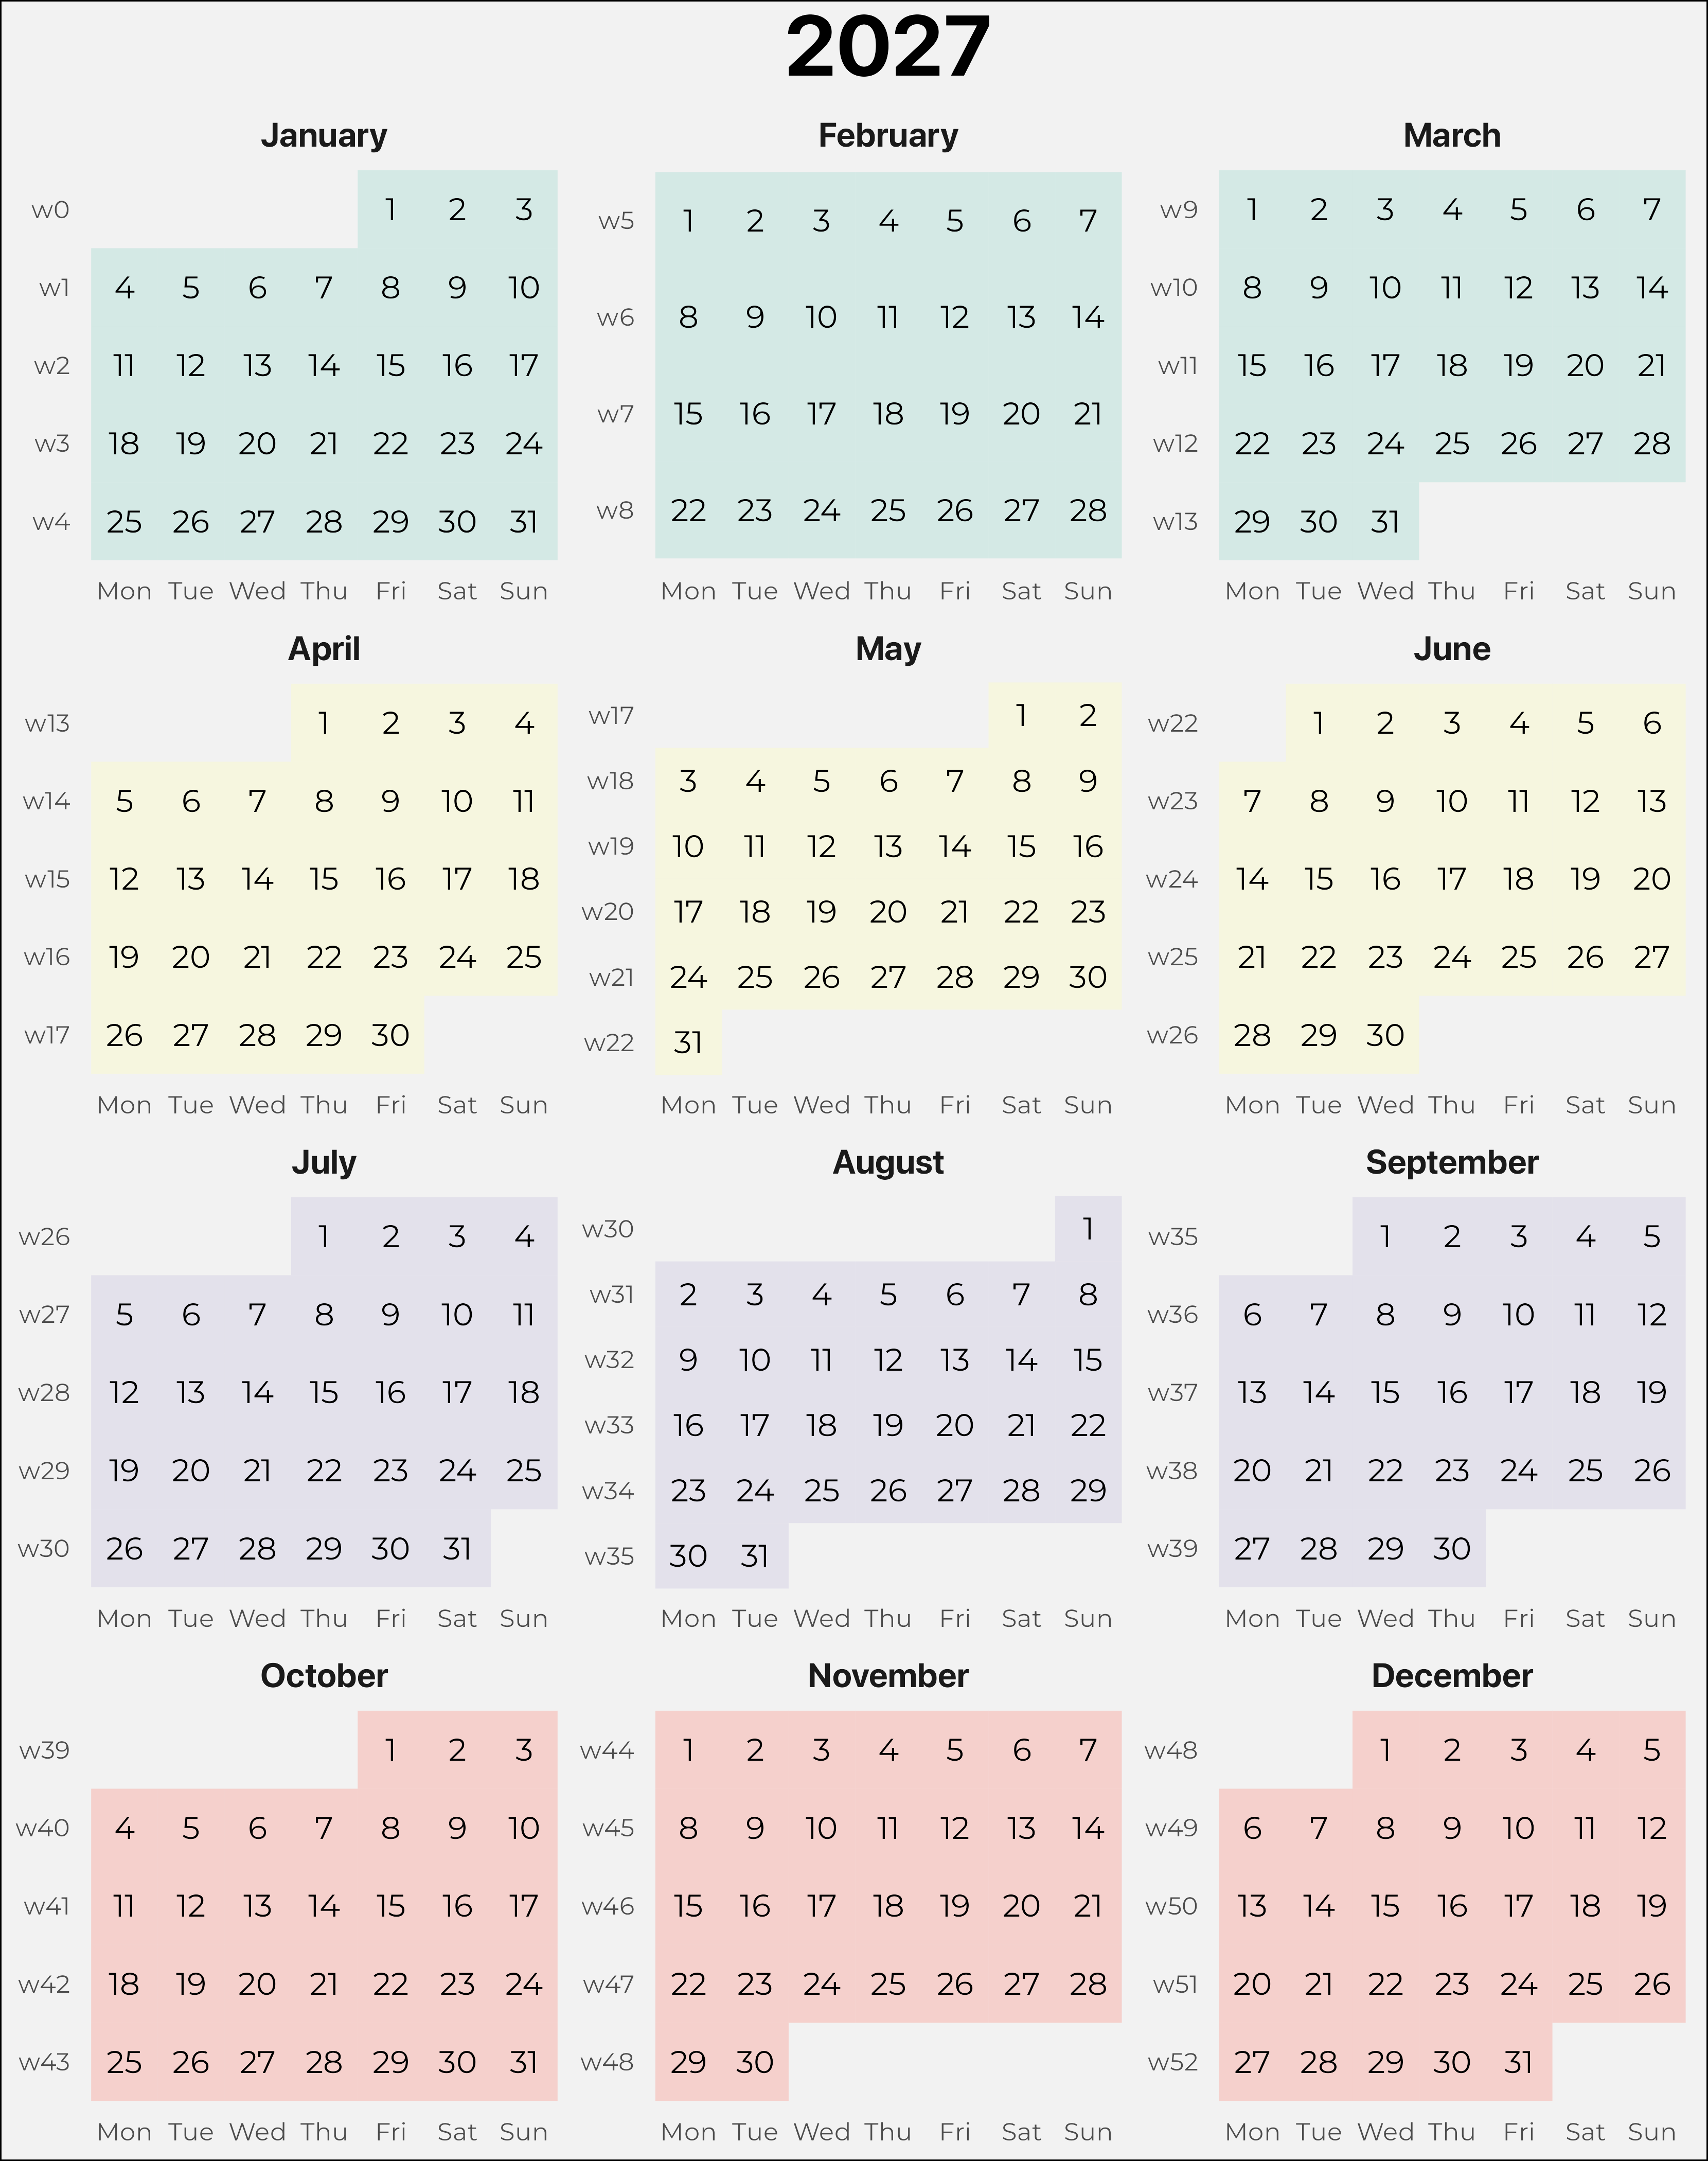 2027
January
w0 1 2 3
w1 4 5 6 7 8 9 10
w2 11 12 13 14 15 16 17
w3 18 19 20 21 22 23 24
w4 25 26 27 28 29 30 31
Mon Tue Wed Thu Fri Sat Sun
February
w5 1 2 3 4 5 6 7
w6 8 9 10 11 12 13 14
w7 15 16 17 18 19 20 21
w8 22 23 24 25 26 27 28
Mon Tue Wed Thu Fri Sat Sun
March
w9 1 2 3 4 5 6 7
w10 8 9 10 11 12 13 14
w11 15 16 17 18 19 20 21
w12 22 23 24 25 26 27 28
w13 29 30 31
Mon Tue Wed Thu Fri Sat Sun
April
w13 1 2 3 4
w14 5 6 7 8 9 10 11
w15 12 13 14 15 16 17 18
w16 19 20 21 22 23 24 25
w17 26 27 28 29 30
Mon Tue Wed Thu Fri Sat Sun
May
w17 1 2
w18 3 4 5 6 7 8 9
w19 10 11 12 13 14 15 16
w20 17 18 19 20 21 22 23
w21 24 25 26 27 28 29 30
w22 31
Mon Tue Wed Thu Fri Sat Sun
June
w22 1 2 3 4 5 6
w23 7 8 9 10 11 12 13
w24 14 15 16 17 18 19 20
w25 21 22 23 24 25 26 27
w26 28 29 30
Mon Tue Wed Thu Fri Sat Sun
July
w26 1 2 3 4
w27 5 6 7 8 9 10 11
w28 12 13 14 15 16 17 18
w29 19 20 21 22 23 24 25
w30 26 27 28 29 30 31
Mon Tue Wed Thu Fri Sat Sun
August
w30 1
w31 2 3 4 5 6 7 8
w32 9 10 11 12 13 14 15
w33 16 17 18 19 20 21 22
w34 23 24 25 26 27 28 29
w35 30 31
Mon Tue Wed Thu Fri Sat Sun
September
w35 1 2 3 4 5
w36 6 7 8 9 10 11 12
w37 13 14 15 16 17 18 19
w38 20 21 22 23 24 25 26
w39 27 28 29 30
Mon Tue Wed Thu Fri Sat Sun
October
w39 1 2 3
w40 4 5 6 7 8 9 10
w41 11 12 13 14 15 16 17
w42 18 19 20 21 22 23 24
w43 25 26 27 28 29 30 31
Mon Tue Wed Thu Fri Sat Sun
November
w44 1 2 3 4 5 6 7
w45 8 9 10 11 12 13 14
w46 15 16 17 18 19 20 21
w47 22 23 24 25 26 27 28
w48 29 30
Mon Tue Wed Thu Fri Sat Sun
December
w48 1 2 3 4 5
w49 6 7 8 9 10 11 12
w50 13 14 15 16 17 18 19
w51 20 21 22 23 24 25 26
w52 27 28 29 30 31
Mon Tue Wed Thu Fri Sat Sun